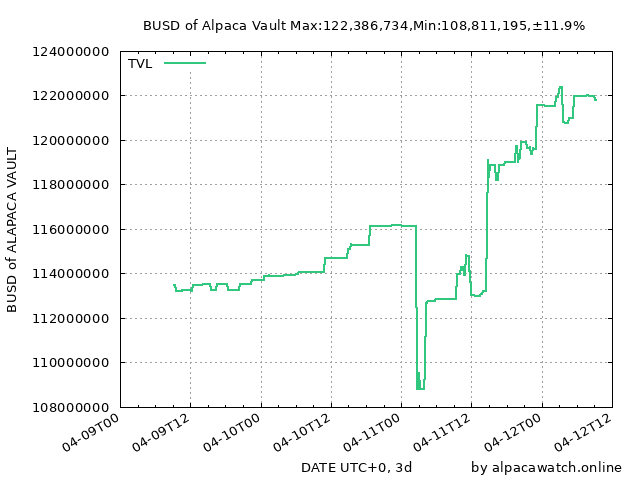 BUSD of Alpaca Vault Max:122,386,734,Min:108,811,195,±11.9%
TVL
124000000
122000000
120000000
118000000
116000000
114000000
112000000
110000000
108000000
BUSD of ALAPACA VAULT
04-09T00
04-09T12
04-10T00
04-10T12
04-11T00
04-11T12
04-12T00
04-12T12
DATE UTC+0, 3d
by alpacawatch.online